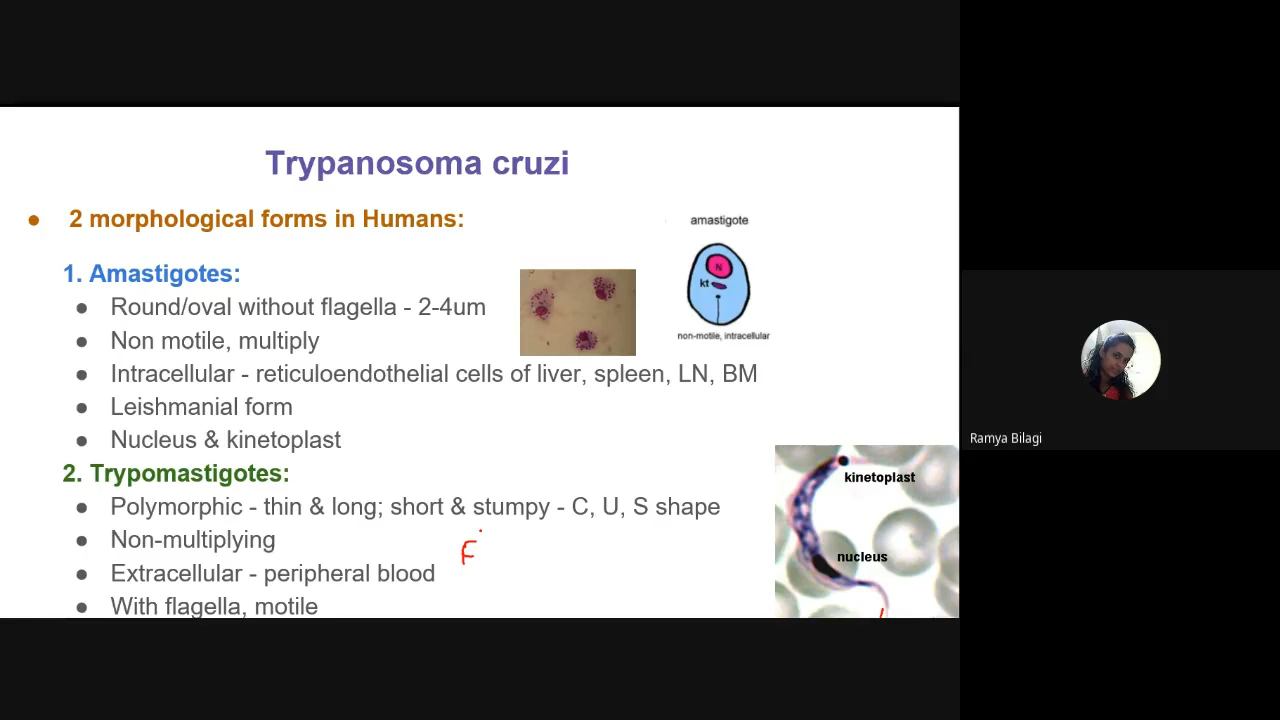 Trypanosoma cruzi
● 2 morphological forms in Humans:
amastigote
N
kt
non-motile, intracellular
1. Amastigotes:
● Round/oval without flagella - 2-4um
● Non motile, multiply
● Intracellular - reticuloendothelial cells of liver, spleen, LN, BM
● Leishmanial form
● Nucleus & kinetoplast
2. Trypomastigotes:
● Polymorphic - thin & long; short & stumpy - C, U, S shape
● Non-multiplying
● Extracellular - peripheral blood
● With flagella, motile
F
kinetoplast
nucleus
Ramya Bilagi